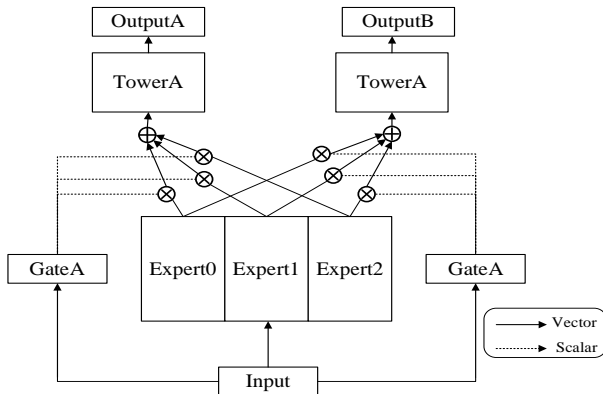 OutputA
OutputB
TowerA
TowerA
GateA
Expert0
Expert1
Expert2
GateA
Input
Vector
Scalar